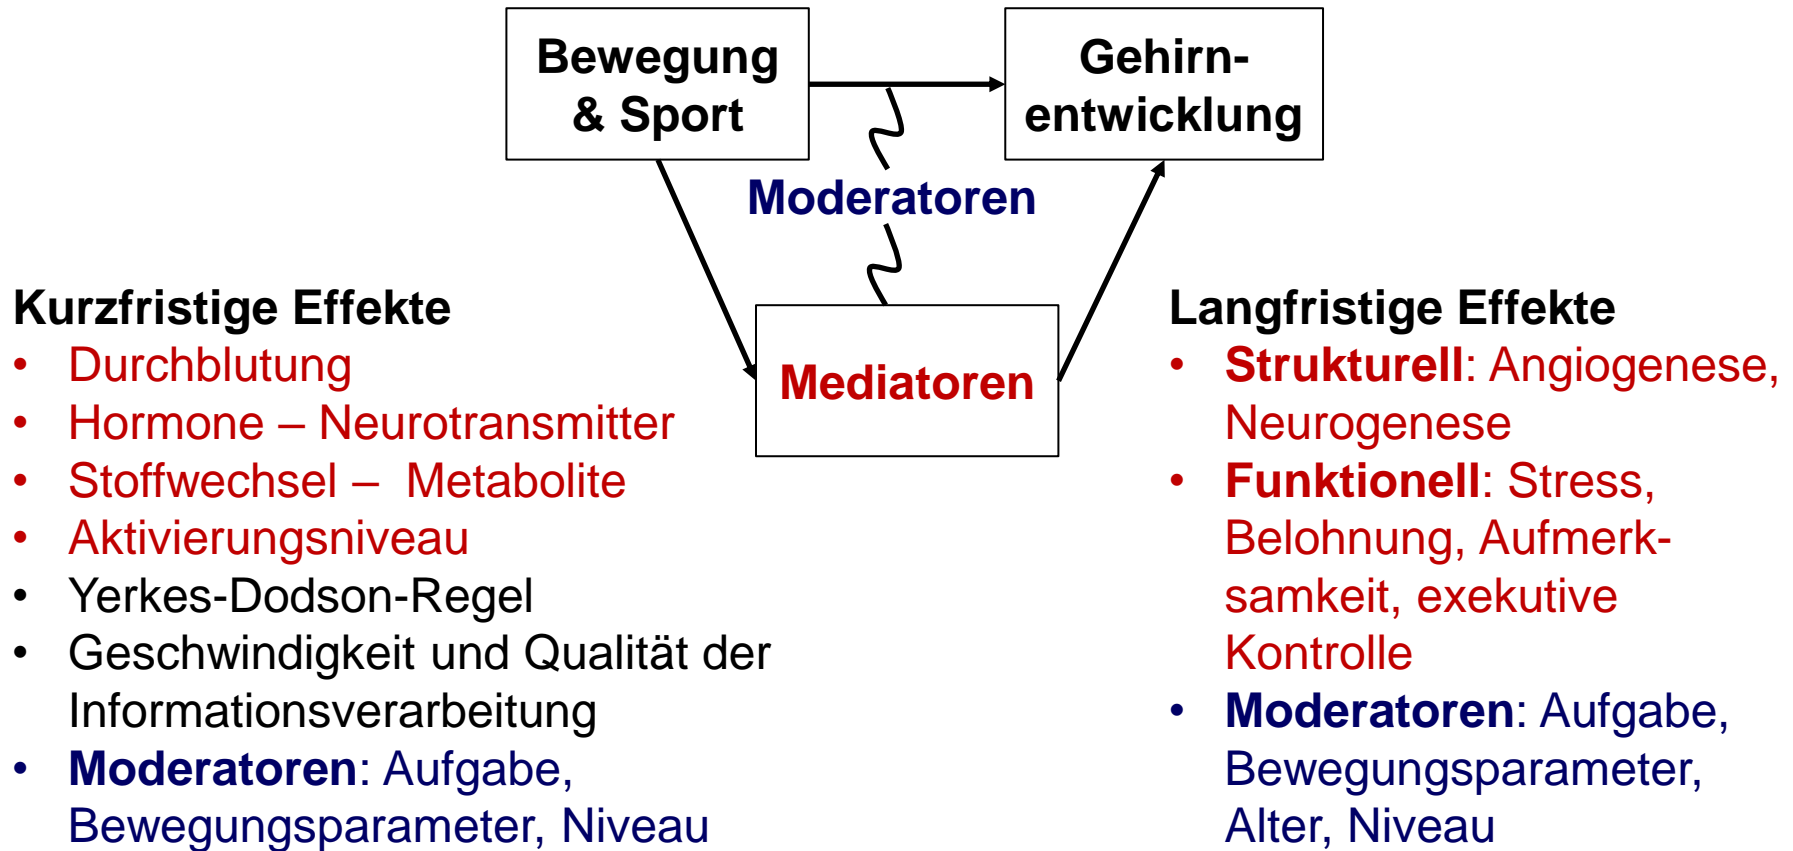 Bewegung
& Sport
Gehirn-
entwicklung
Moderatoren
Mediatoren
Kurzfristige Effekte
• Durchblutung
• Hormone – Neurotransmitter
• Stoffwechsel – Metabolite
• Aktivierungsniveau
• Yerkes-Dodson-Regel
• Geschwindigkeit und Qualität der
Informationsverarbeitung
• Moderatoren: Aufgabe,
Bewegungsparameter, Niveau
Langfristige Effekte
• Strukturell: Angiogenese,
Neurogenese
• Funktionell: Stress,
Belohnung, Aufmerk-
samkeit, exekutive
Kontrolle
• Moderatoren: Aufgabe,
Bewegungsparameter,
Alter, Niveau